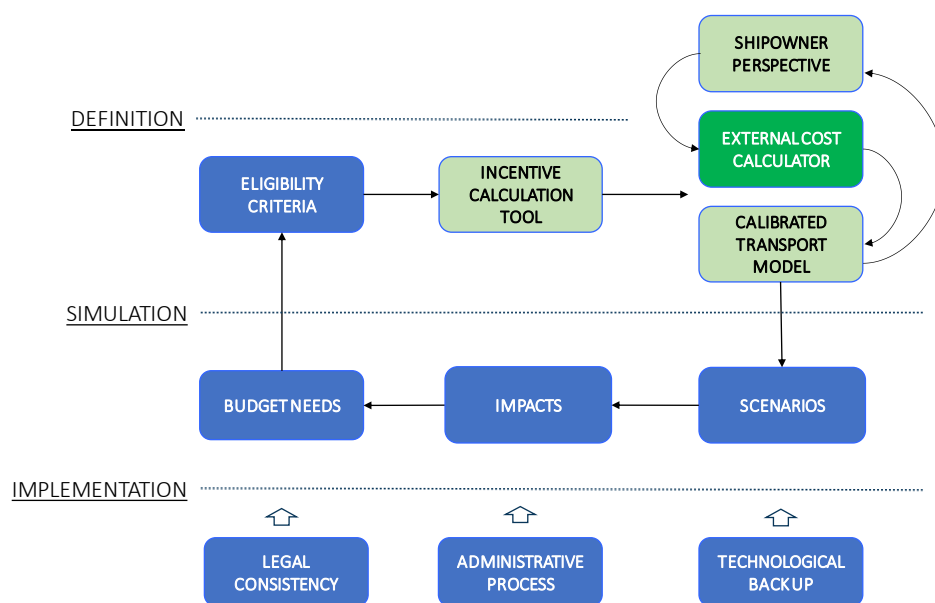 SHIPOWNER
PERSPECTIVE
DEFINITION
EXTERNAL COST
CALCULATOR
ELIGIBILITY
CRITERIA
INCENTIVE
CALCULATION
TOOL
CALIBRATED
TRANSPORT
MODEL
SIMULATION
BUDGET NEEDS
IMPACTS
SCENARIOS
IMPLEMENTATION
LEGAL
CONSISTENCY
ADMINISTRATIVE
PROCESS
TECHNOLOGICAL
BACKUP